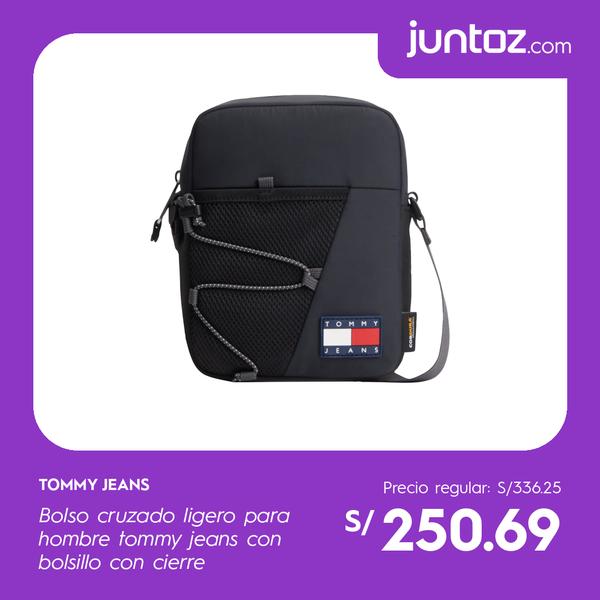 juntoz.com
TOMMY
JEANS
CORDURA
TOMMY JEANS
Bolso cruzado ligero para
hombre tommy jeans con
bolsillo con cierre
Precio regular: S/336.25
S/ 250.69